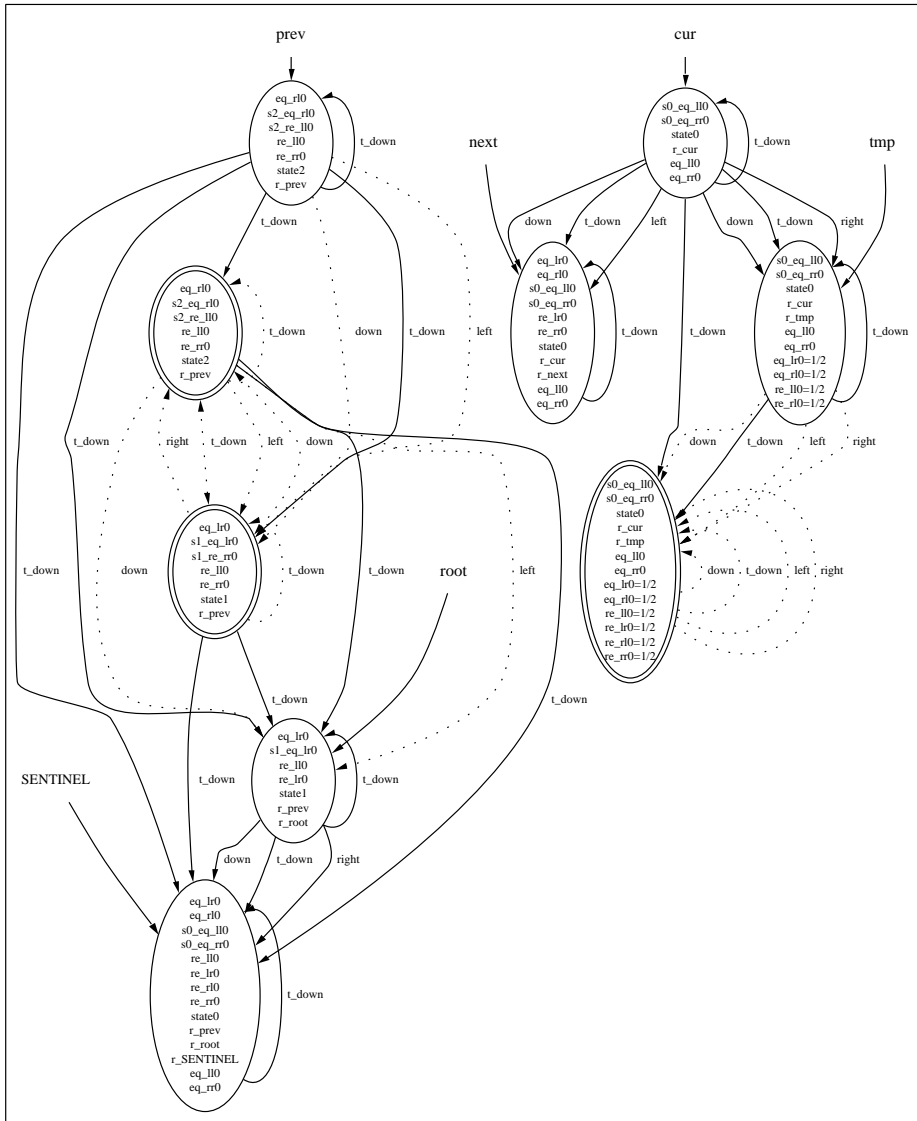 prev
cur
next
tmp
eq_rl0
s2_eq_rl0
s2_re_ll0
re_ll0
re_rr0
state2
r_prev
t_down
s0_eq_ll0
s0_eq_rr0
state0
r_cur
eq_ll0
eq_rr0
t_down
t_down
down
t_down
left
down
t_down
right
eq_rl0
s2_eq_rl0
s2_re_ll0
re_ll0
re_rr0
state2
r_prev
t_down
down
t_down
left
eq_lr0
eq_rl0
s0_eq_ll0
s0_eq_rr0
re_lr0
re_rr0
state0
r_cur
r_next
eq_ll0
eq_rr0
t_down
t_down
s0_eq_ll0
s0_eq_rr0
state0
r_cur
r_tmp
eq_ll0
eq_rr0
eq_lr0=1/2
eq_rl0=1/2
re_ll0=1/2
re_rl0=1/2
t_down
t_down
right
t_down
left
down
down
t_down
left
right
eq_lr0
s1_eq_lr0
s1_re_rr0
re_ll0
re_rr0
state1
r_prev
t_down
s0_eq_ll0
s0_eq_rr0
state0
r_cur
r_tmp
eq_ll0
eq_rr0
eq_lr0=1/2
eq_rl0=1/2
re_ll0=1/2
re_lr0=1/2
re_rl0=1/2
re_rr0=1/2
down
t_down
left
right
t_down
down
t_down
root
left
t_down
t_down
eq_lr0
s1_eq_lr0
re_ll0
re_lr0
state1
r_prev
r_root
t_down
SENTINEL
t_down
down
t_down
right
eq_lr0
eq_rl0
s0_eq_ll0
s0_eq_rr0
re_ll0
re_lr0
re_rl0
re_rr0
state0
r_prev
r_root
r_SENTINEL
eq_ll0
eq_rr0
t_down